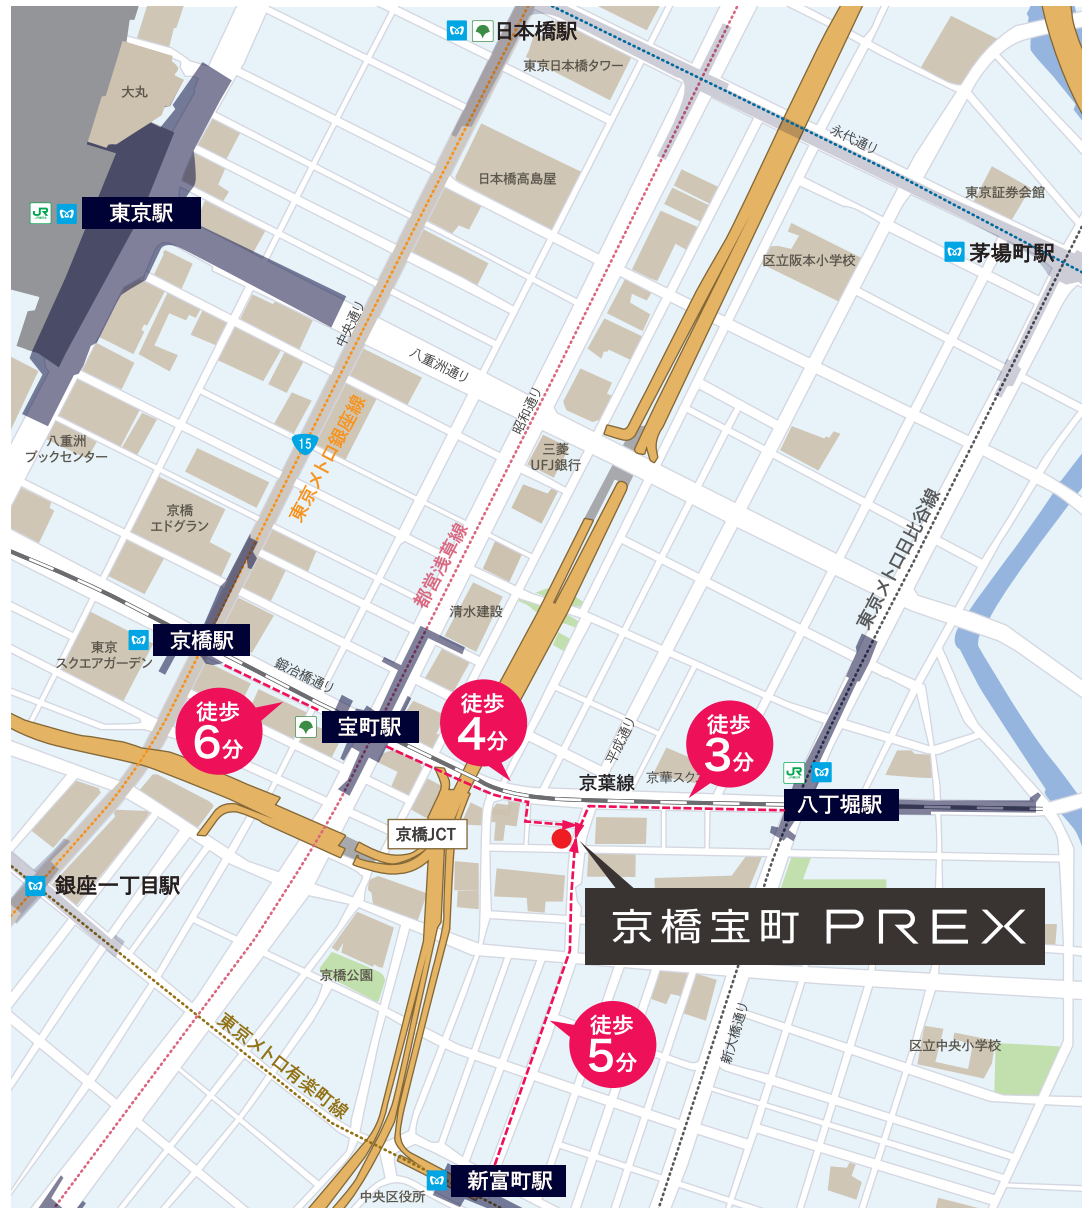 日本橋駅
東京日本橋タワー
大丸
永代通り
日本橋高島屋
東京証券会館
JR
東京駅
区立阪本小学校
茅場町駅
中央通り
八重洲通り
昭和通り
東京メトロ銀座線
15
八重洲
ブックセンター
三菱
UFJ銀行
京橋
エドグラン
東京メトロ日比谷線
都営浅草線
清水建設
京橋駅
東京
スクエアガーデン
鍛冶橋通り
徒歩
6分
宝町駅
徒歩
4分
平成通り
徒歩
3分
京華スク
京葉線
JR
八丁堀駅
京橋JCT
銀座一丁目駅
京橋宝町 PREX
京橋公園
東京メトロ有楽町線
徒歩
5分
新大橋通り
区立中央小学校
新富町駅
中央区役所